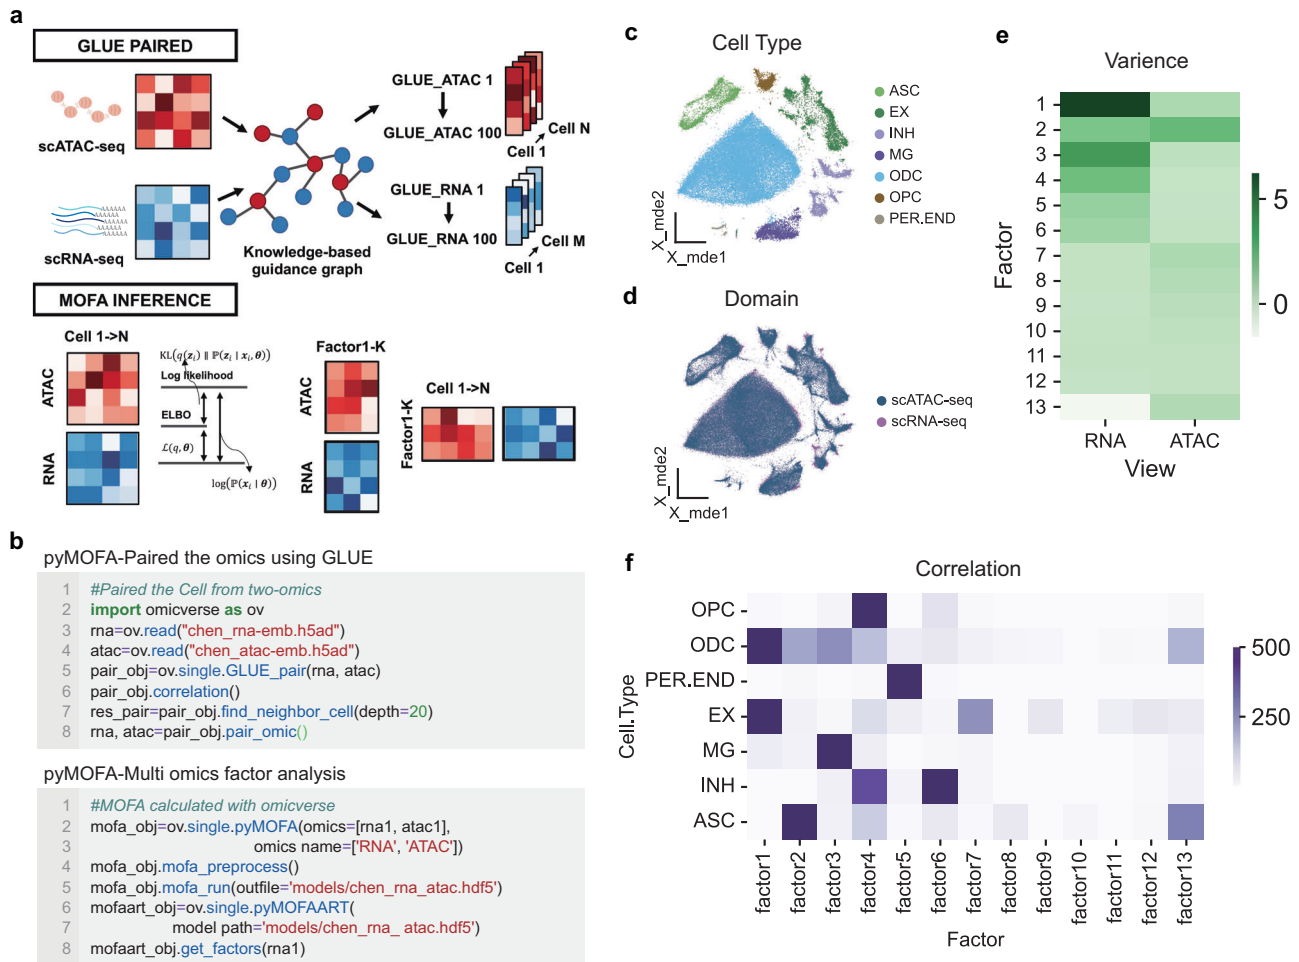 a
GLUE PAIRED
scATAC-seq
AAAAA
AAAAA
AAAAA
AAAAA
scRNA-seq
Knowledge-based
guidance graph
GLUE_ATAC 1
GLUE_ATAC 100
Cell N
Cell 1
GLUE_RNA 1
GLUE_RNA 100
Cell M
Cell 1
MOFA INFERENCE
Cell 1->N
ATAC
RNA
KL(q(𝒛ᵢ) ∥ ℙ(𝒛ᵢ | 𝒙ᵢ, 𝜽))
Log likelihood
ELBO
ℒ(q, 𝜽)
log(ℙ(𝒙ᵢ | 𝜽))
Factor1-K
ATAC
RNA
Cell 1->N
Factor1-K
b
pyMOFA-Paired the omics using GLUE
1 #Paired the Cell from two-omics
2 import omicverse as ov
3 rna=ov.read("chen_rna-emb.h5ad")
4 atac=ov.read("chen_atac-emb.h5ad")
5 pair_obj=ov.single.GLUE_pair(rna, atac)
6 pair_obj.correlation()
7 res_pair=pair_obj.find_neighbor_cell(depth=20)
8 rna, atac=pair_obj.pair_omic()
pyMOFA-Multi omics factor analysis
1 #MOFA calculated with omicverse
2 mofa_obj=ov.single.pyMOFA(omics=[rna1, atac1],
3 omics name=['RNA', 'ATAC'])
4 mofa_obj.mofa_preprocess()
5 mofa_obj.mofa_run(outfile='models/chen_rna_atac.hdf5')
6 mofaart_obj=ov.single.pyMOFAART(
7 model path='models/chen_rna_ atac.hdf5')
8 mofaart_obj.get_factors(rna1)
c
Cell Type
X_mde2
X_mde1
ASC
EX
INH
MG
ODC
OPC
PER.END
d
Domain
X_mde2
X_mde1
scATAC-seq
scRNA-seq
e
Varience
Factor
1
2
3
4
5
6
7
8
9
10
11
12
13
RNA ATAC
View
5
0
f
Correlation
Cell.Type
OPC
ODC
PER.END
EX
MG
INH
ASC
factor1
factor2
factor3
factor4
factor5
factor6
factor7
factor8
factor9
factor10
factor11
factor12
factor13
Factor
500
250